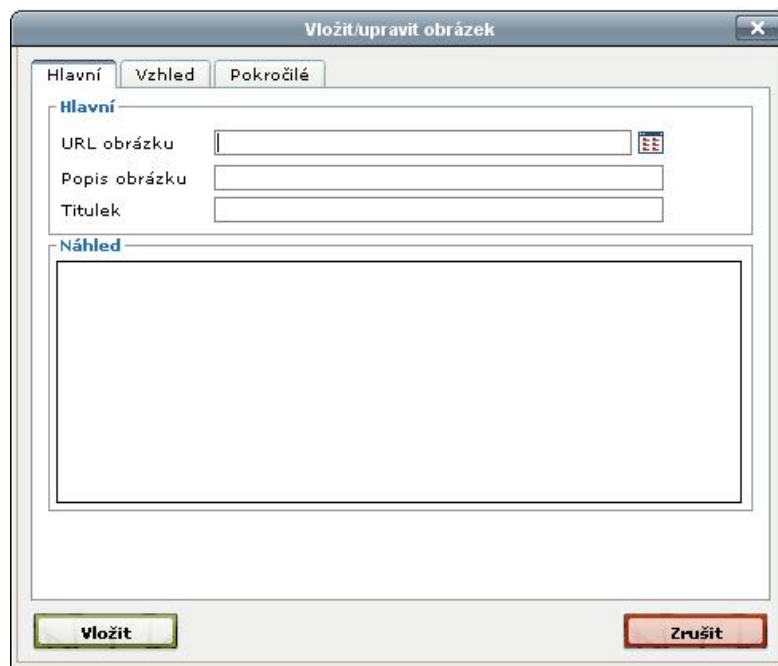 Vložit/upravit obrázek
Hlavní Vzhled Pokročilé
Hlavní
URL obrázku
Popis obrázku
Titulek
Náhled
Vložit Zrušit